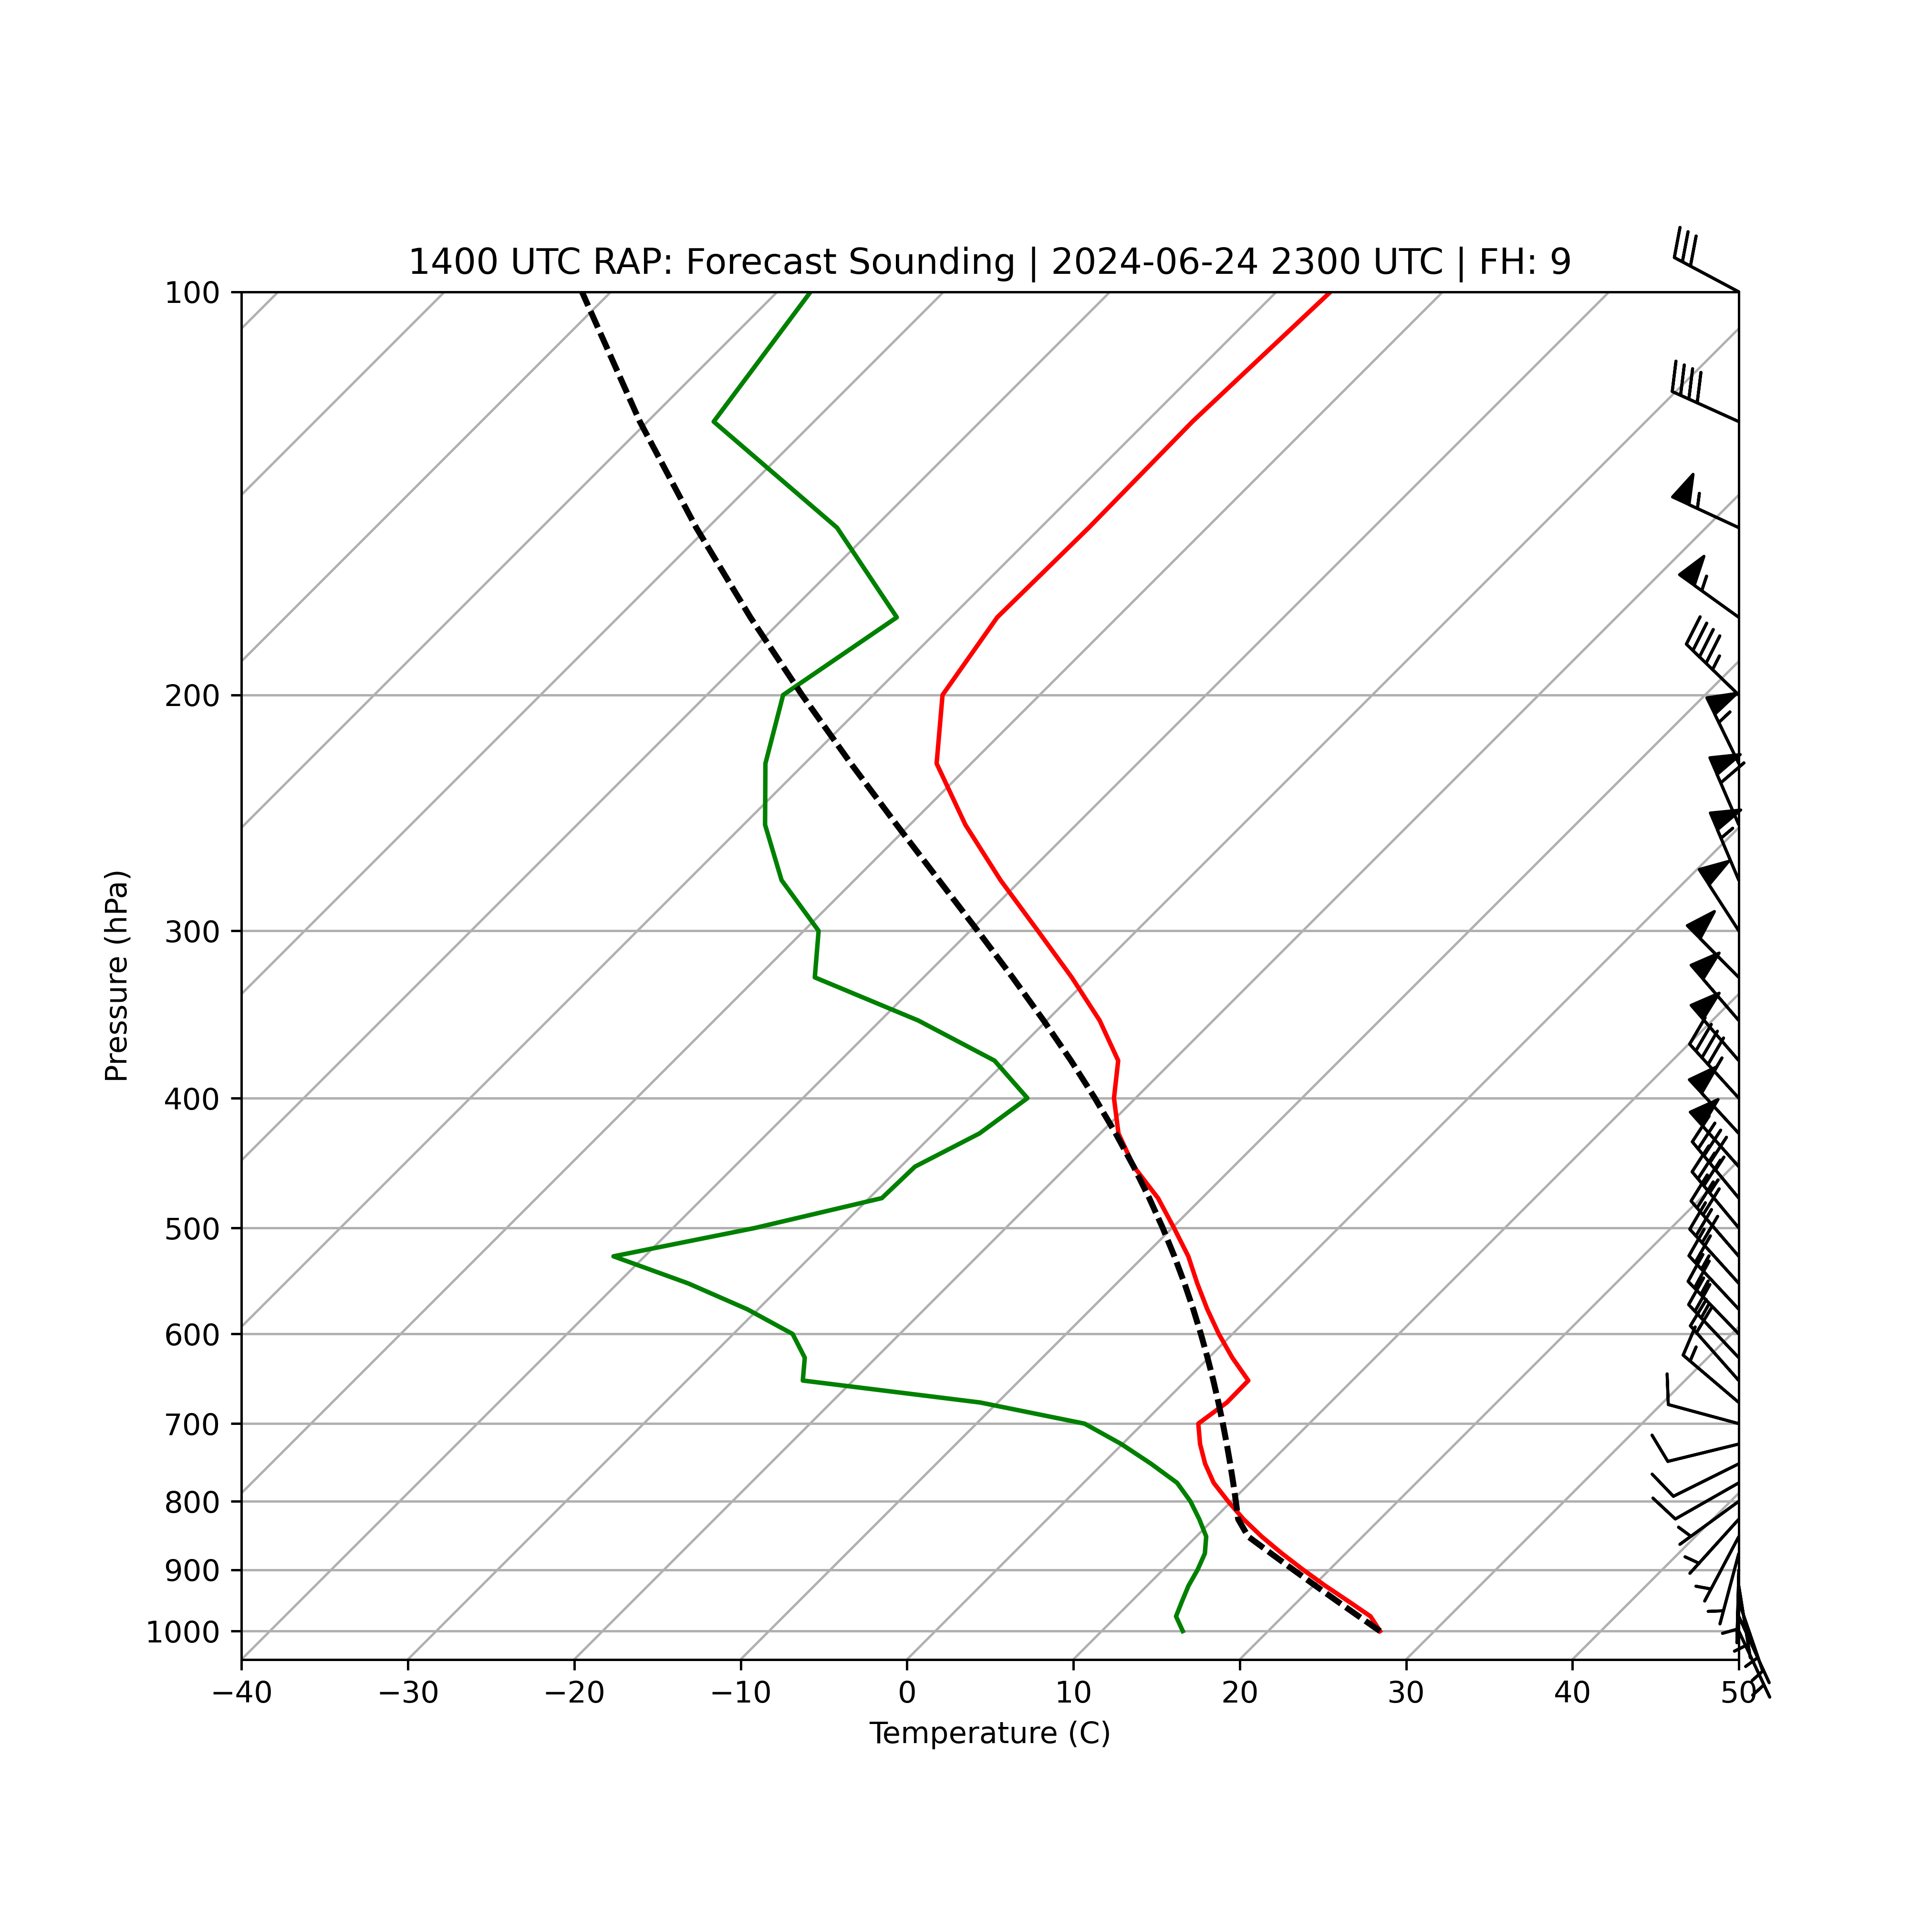 1400 UTC RAP: Forecast Sounding | 2024-06-24 2300 UTC | FH: 9
100
200
300
400
500
600
700
800
900
1000
Pressure (hPa)
−40 −30 −20 −10 0 10 20 30 40 50
Temperature (C)